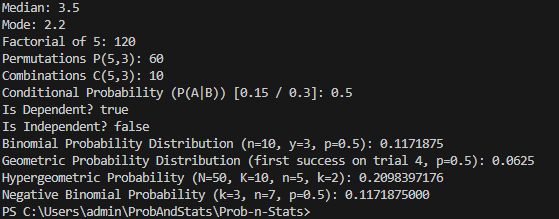 Median: 3.5
Mode: 2.2
Factorial of 5: 120
Permutations P(5,3): 60
Combinations C(5,3): 10
Conditional Probability (P(A|B)) [0.15 / 0.3]: 0.5
Is Dependent? true
Is Independent? false
Binomial Probability Distribution (n=10, y=3, p=0.5): 0.1171875
Geometric Probability Distribution (first success on trial 4, p=0.5): 0.0625
Hypergeometric Probability (N=50, K=10, n=5, k=2): 0.2098397176
Negative Binomial Probability (k=3, n=7, p=0.5): 0.1171875000
PS C:\Users\admin\ProbAndStats\Prob-n-Stats>